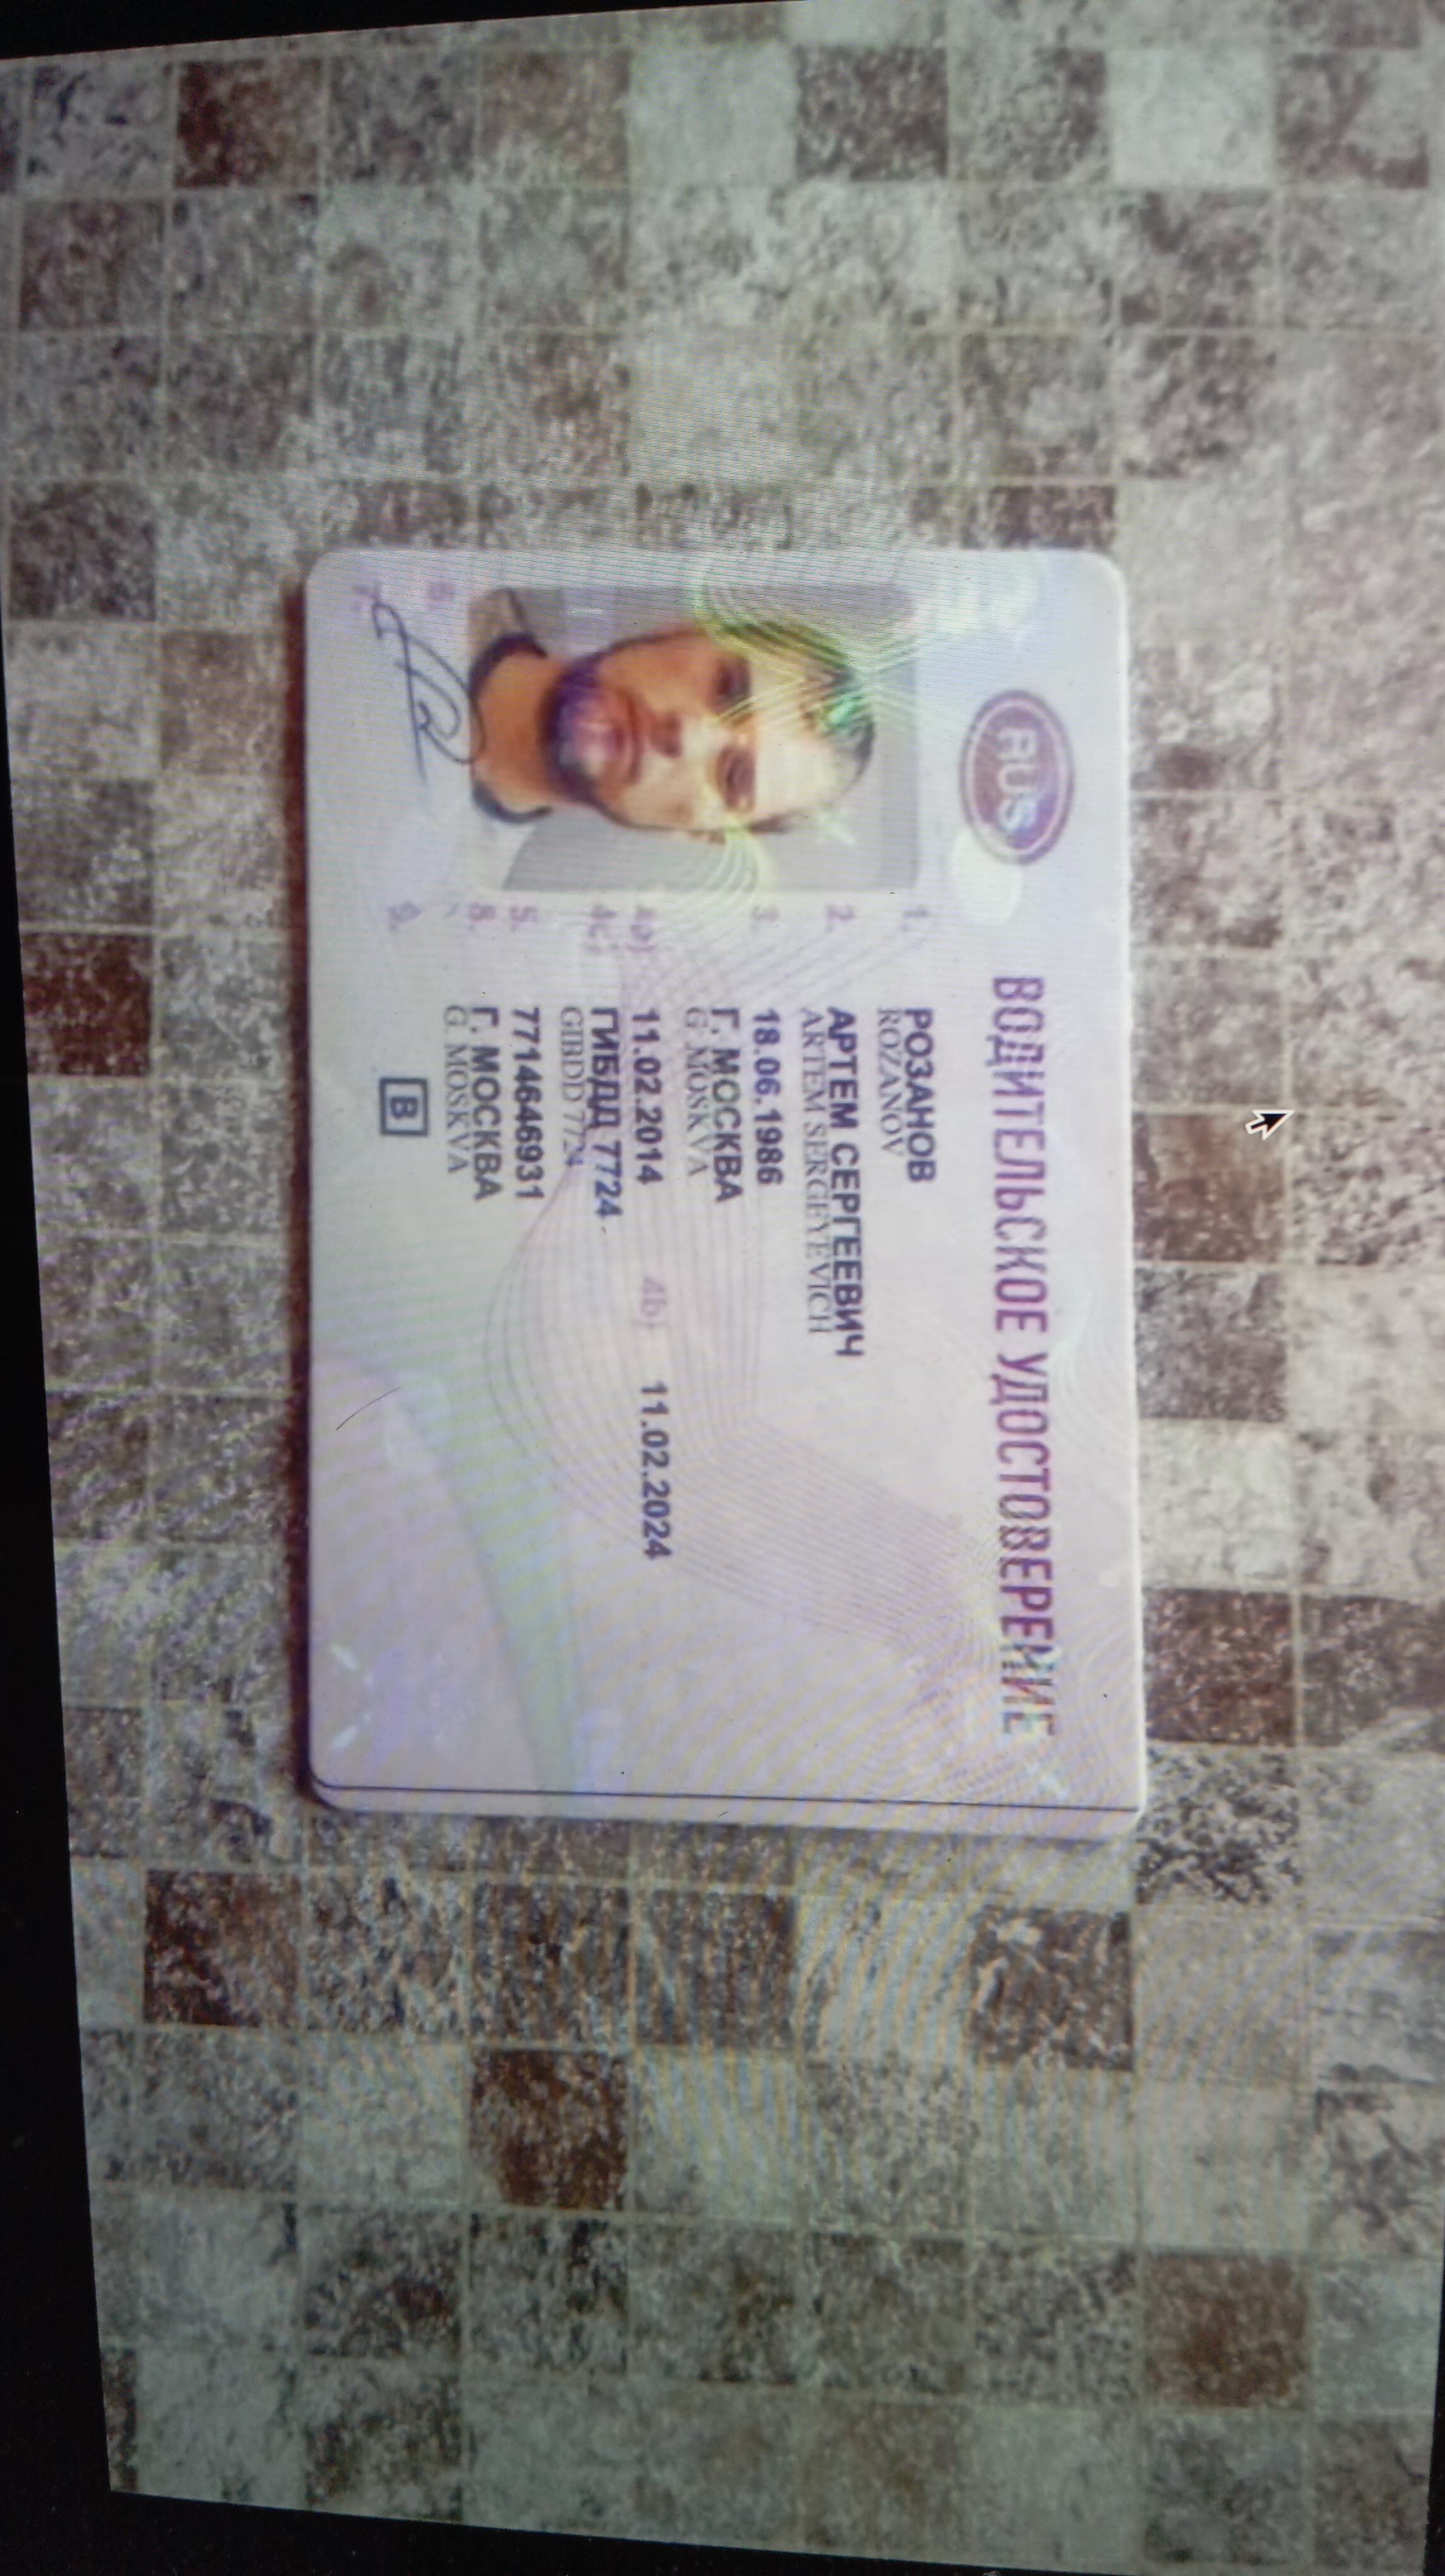 RUS
ВОДИТЕЛЬСКОЕ УДОСТОВЕРЕНИЕ
1. РОЗАНОВ
ROZANOV
2. АРТЕМ СЕРГЕЕВИЧ
ARTEM SERGEYEVICH
3. 18.06.1986
Г. МОСКВА
G. MOSKVA
4a) 11.02.2014 4b) 11.02.2024
4c) ГИБДД 7724
GIBDD 7724
5. 7714646931
8. Г. МОСКВА
G. MOSKVA
9. B
6.
7.